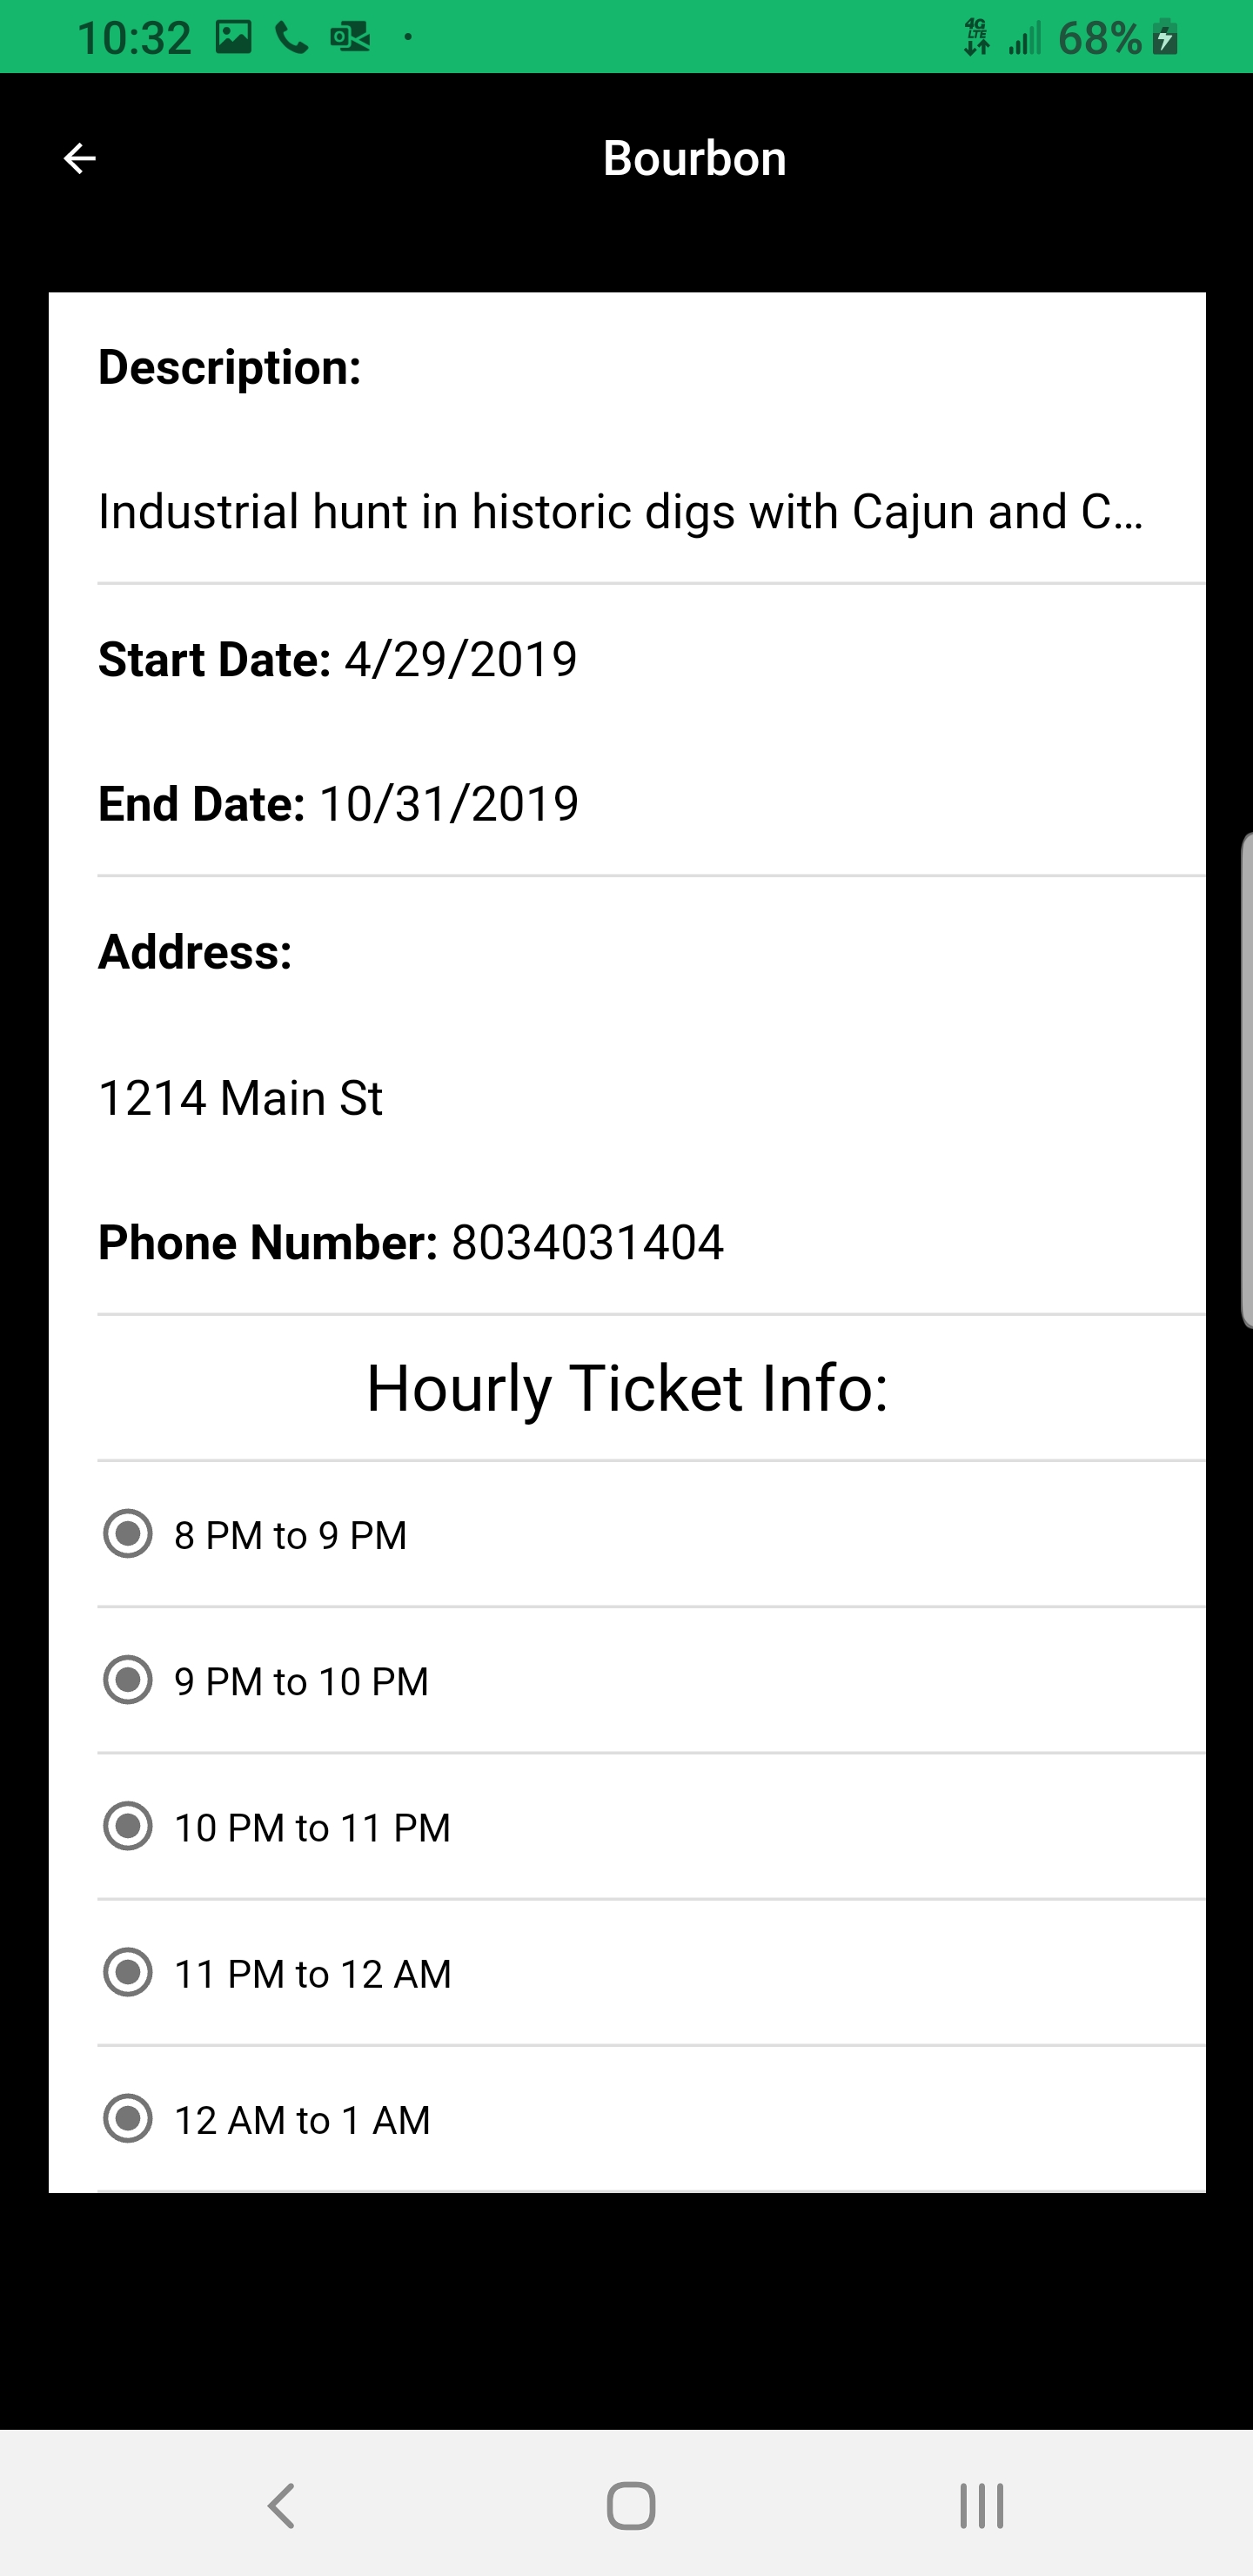 10:32
4G LTE
68%
Bourbon
Description:
Industrial hunt in historic digs with Cajun and C...
Start Date: 4/29/2019
End Date: 10/31/2019
Address:
1214 Main St
Phone Number: 8034031404
Hourly Ticket Info:
8 PM to 9 PM
9 PM to 10 PM
10 PM to 11 PM
11 PM to 12 AM
12 AM to 1 AM